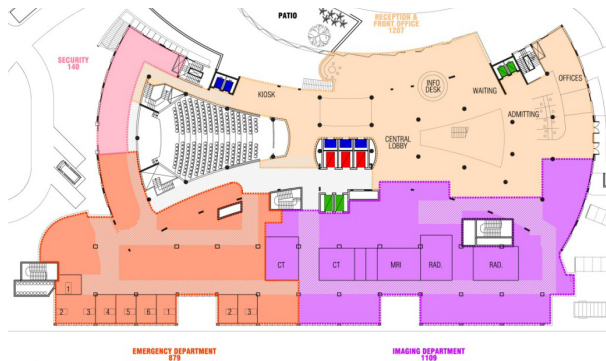 PATIO
RECEPTION &
FRONT OFFICE
1207
SECURITY
140
KIOSK
INFO
DESK
WAITING
OFFICES
ADMITTING
CENTRAL
LOBBY
CT
CT
MRI
RAD.
RAD.
1
2
3
4
5
6
1
2
3
EMERGENCY DEPARTMENT
879
IMAGING DEPARTMENT
1109